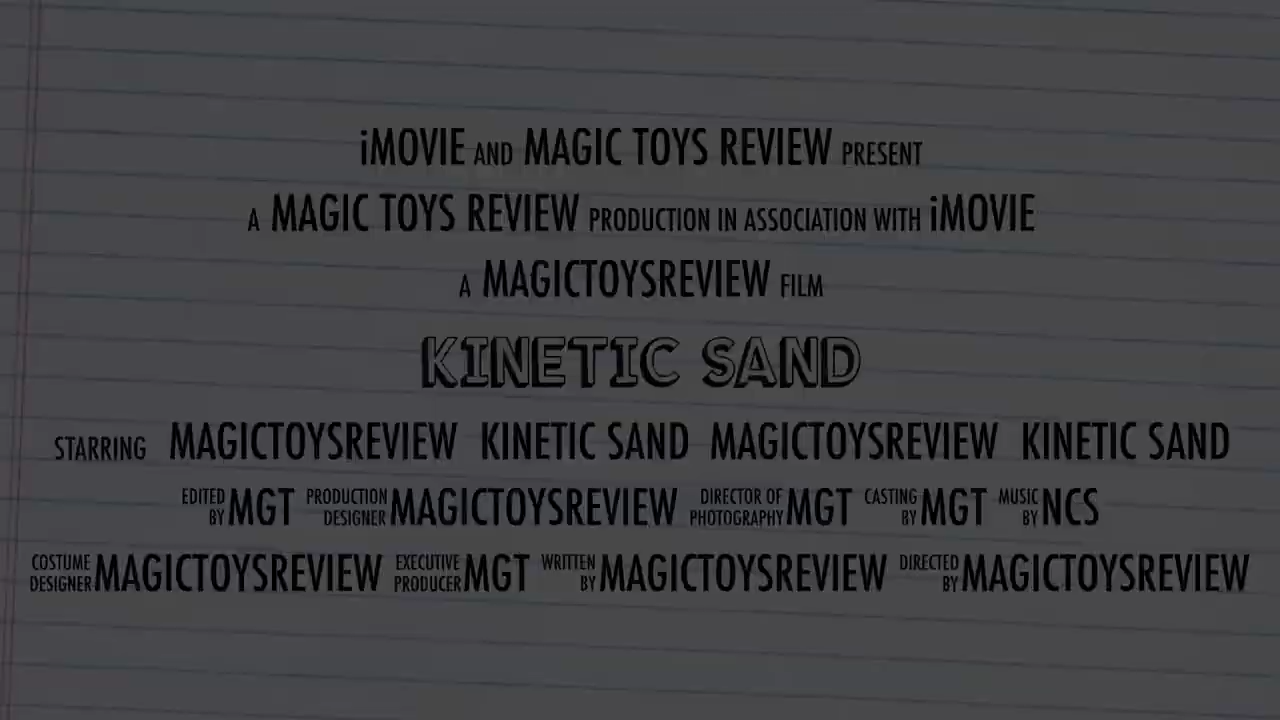 iMOVIE AND MAGIC TOYS REVIEW PRESENT
A MAGIC TOYS REVIEW PRODUCTION IN ASSOCIATION WITH iMOVIE
A MAGICTOYSREVIEW FILM
KINETIC SAND
STARRING MAGICTOYSREVIEW KINETIC SAND MAGICTOYSREVIEW KINETIC SAND
EDITED BY MGT PRODUCTION DESIGNER MAGICTOYSREVIEW DIRECTOR OF PHOTOGRAPHY MGT CASTING BY MGT MUSIC BY NCS
COSTUME DESIGNER MAGICTOYSREVIEW EXECUTIVE PRODUCER MGT WRITTEN BY MAGICTOYSREVIEW DIRECTED BY MAGICTOYSREVIEW